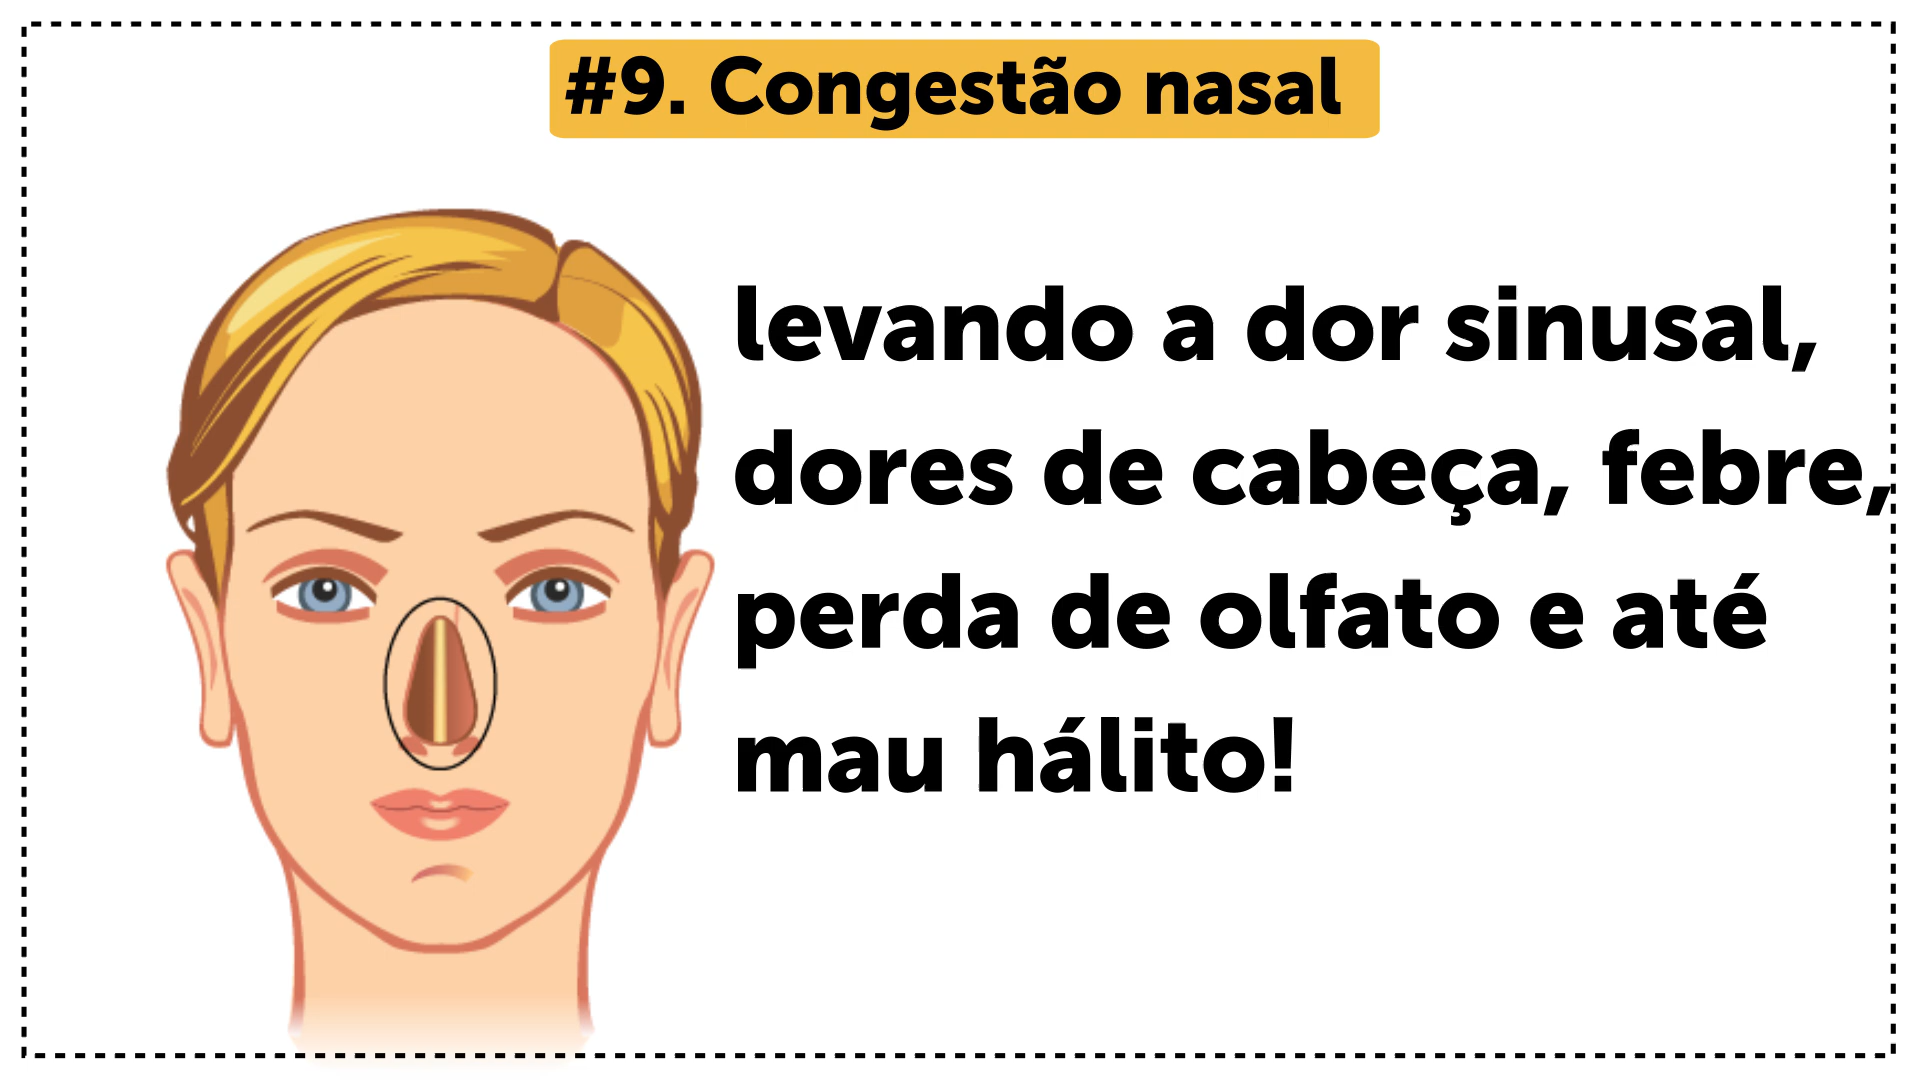 #9. Congestão nasal
levando a dor sinusal,
dores de cabeça, febre,
perda de olfato e até
mau hálito!